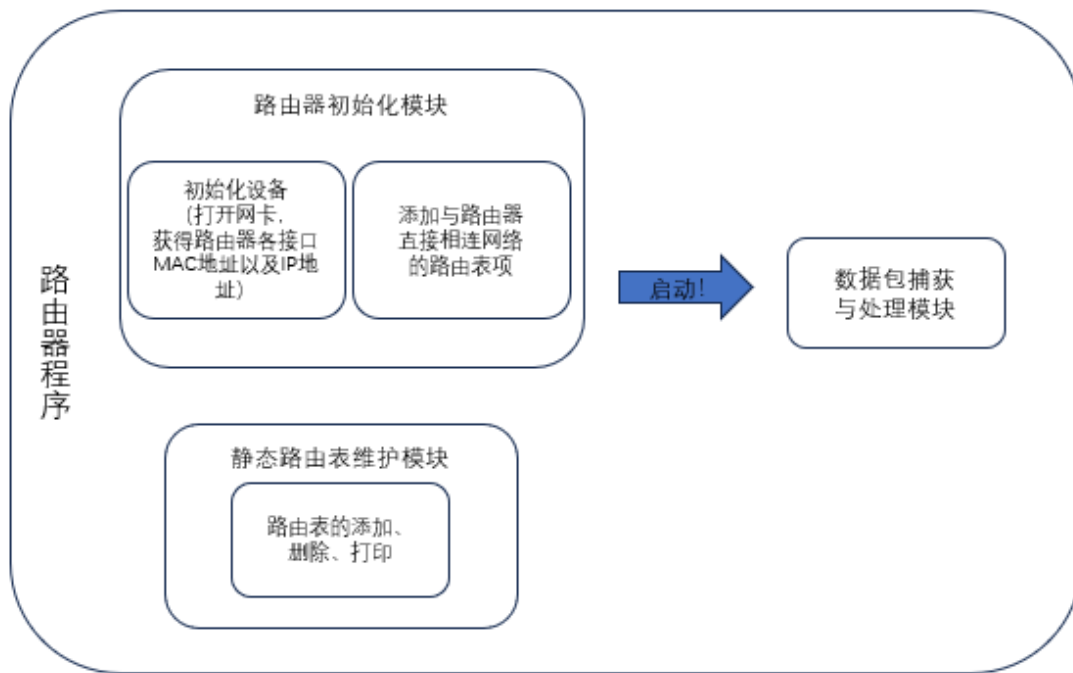 路由器程序
路由器初始化模块
初始化设备
（打开网卡，
获得路由器各接口
MAC地址以及IP地
址）
添加与路由器
直接相连网络
的路由表项
启动！
数据包捕获
与处理模块
静态路由表维护模块
路由表的添加、
删除、打印